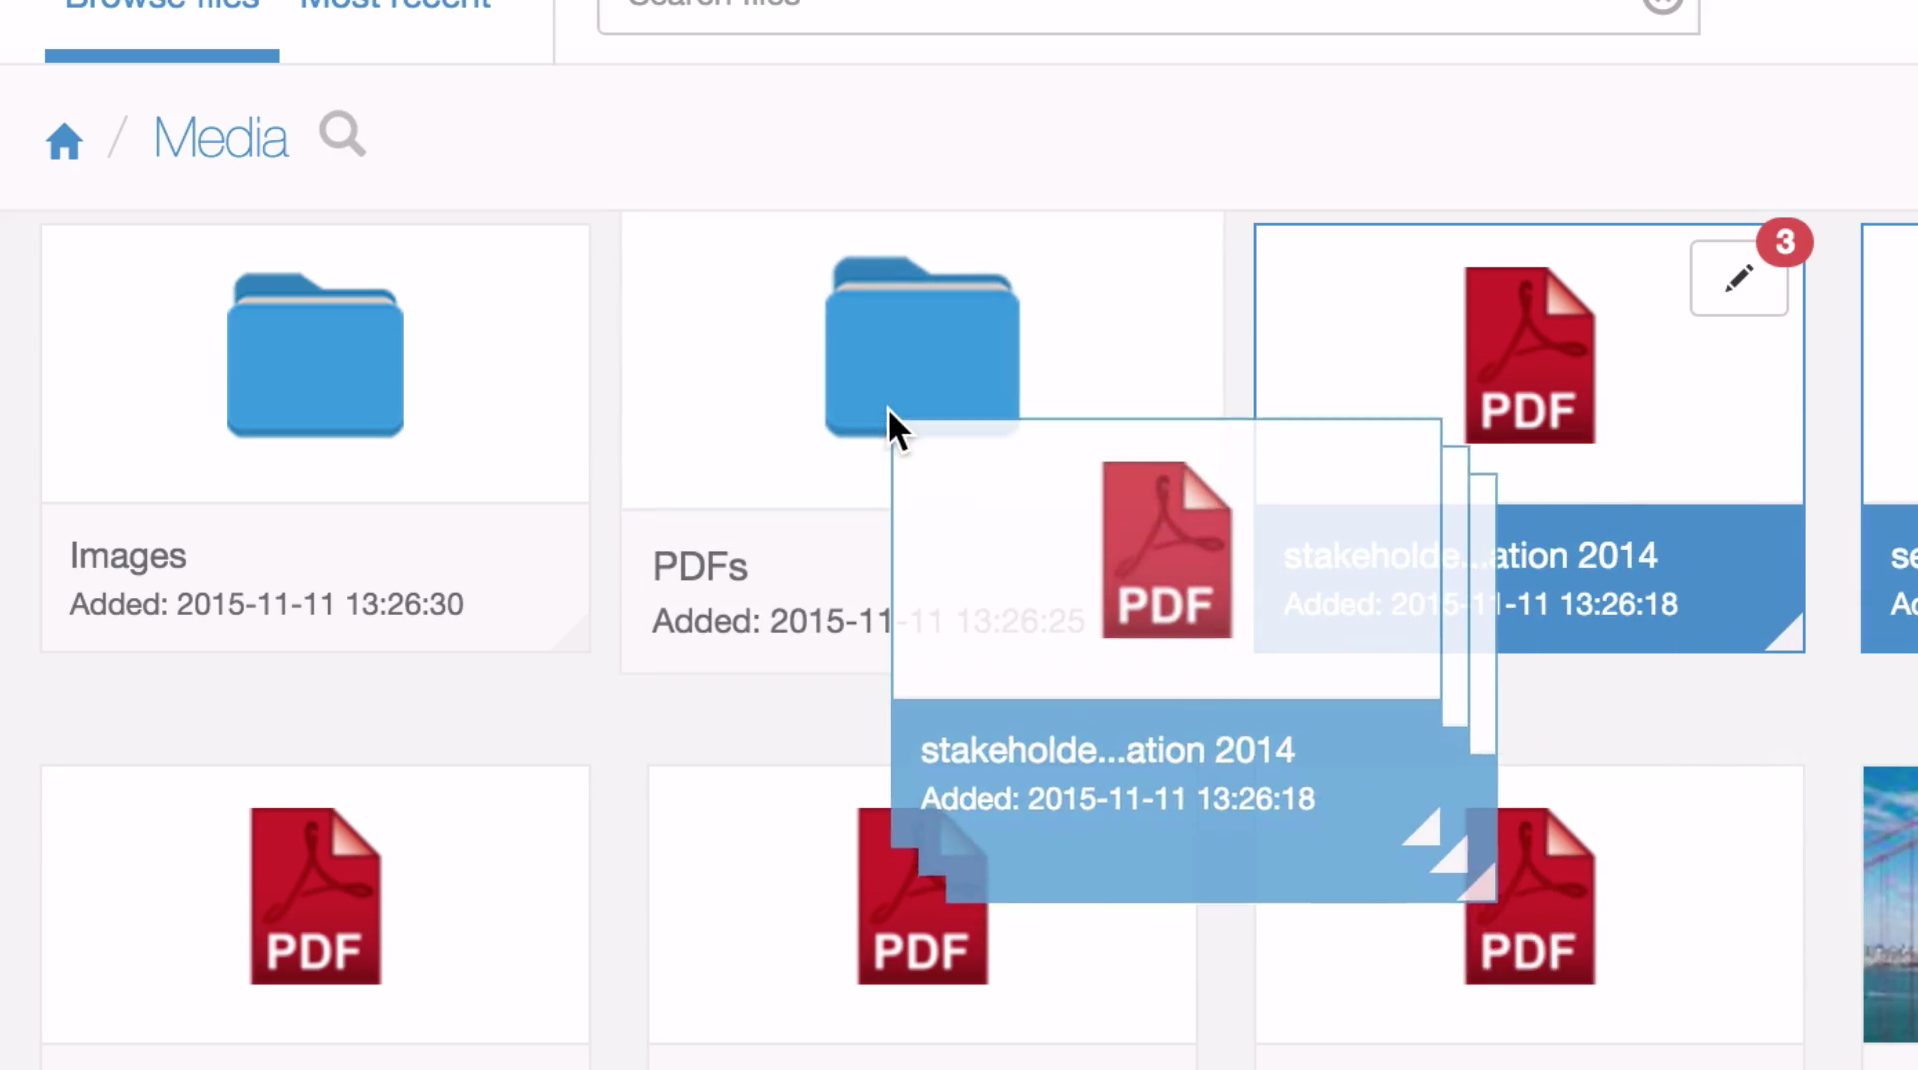 Browse files Most recent
Search files
/ Media
3
PDF
Images
Added: 2015-11-11 13:26:30
PDFs
Added: 2015-11-11 13:26:25
PDF
stakeholde...ation 2014
Added: 2015-11-11 13:26:18
se
Ad
stakeholde...ation 2014
Added: 2015-11-11 13:26:18
PDF
PDF
PDF